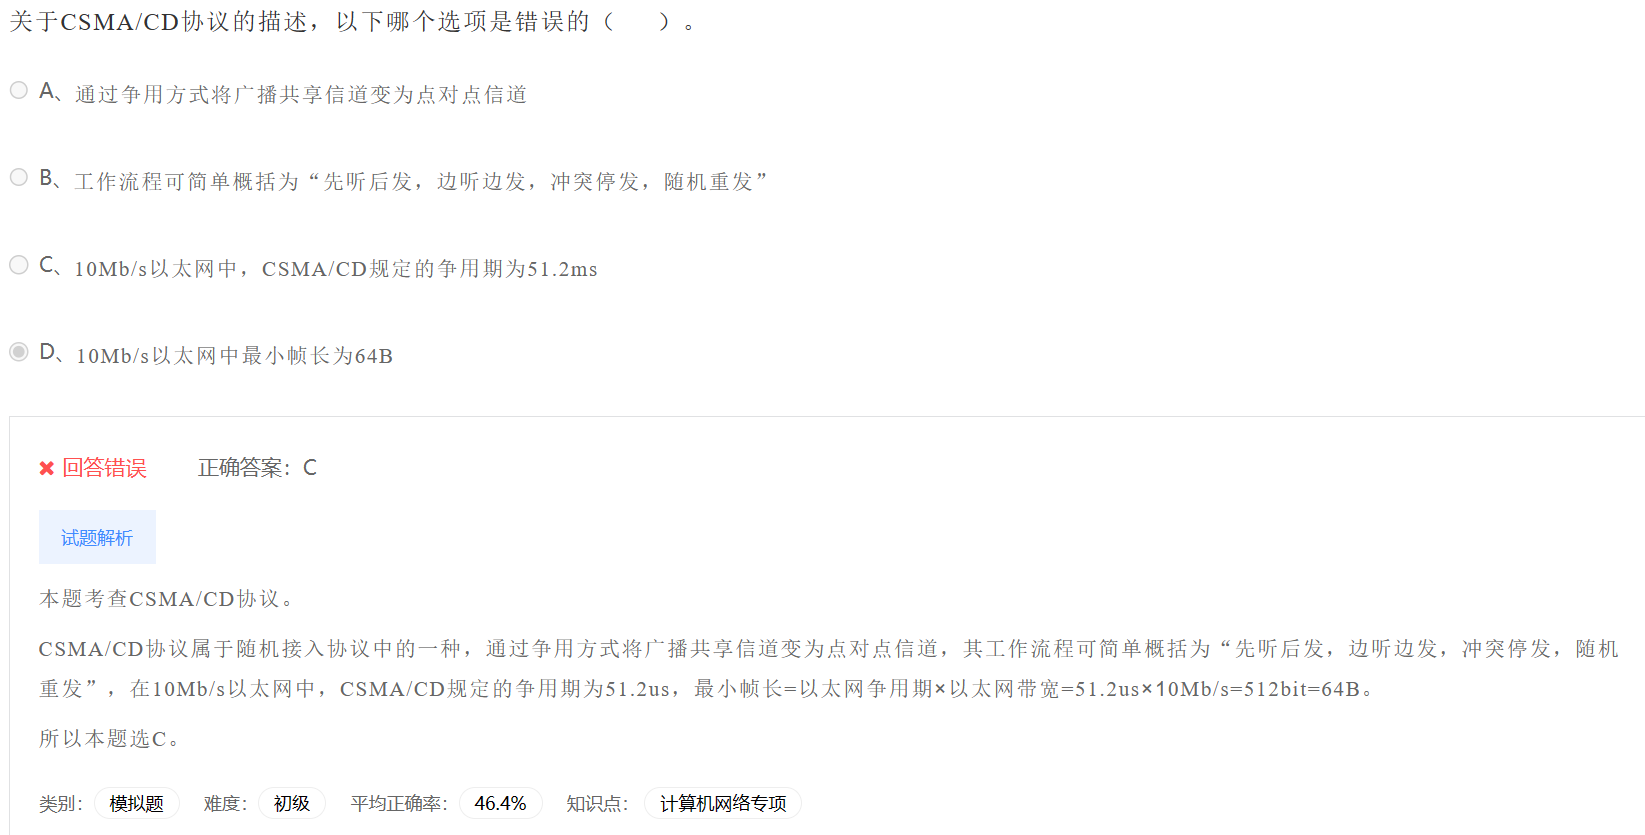 关于CSMA/CD协议的描述，以下哪个选项是错误的（　　）。
A、通过争用方式将广播共享信道变为点对点信道
B、工作流程可简单概括为“先听后发，边听边发，冲突停发，随机重发”
C、10Mb/s以太网中，CSMA/CD规定的争用期为51.2ms
D、10Mb/s以太网中最小帧长为64B
回答错误 正确答案：C
试题解析
本题考查CSMA/CD协议。
CSMA/CD协议属于随机接入协议中的一种，通过争用方式将广播共享信道变为点对点信道，其工作流程可简单概括为“先听后发，边听边发，冲突停发，随机
重发”，在10Mb/s以太网中，CSMA/CD规定的争用期为51.2us，最小帧长=以太网争用期×以太网带宽=51.2us×10Mb/s=512bit=64B。
所以本题选C。
类别： 模拟题 难度： 初级 平均正确率： 46.4% 知识点： 计算机网络专项